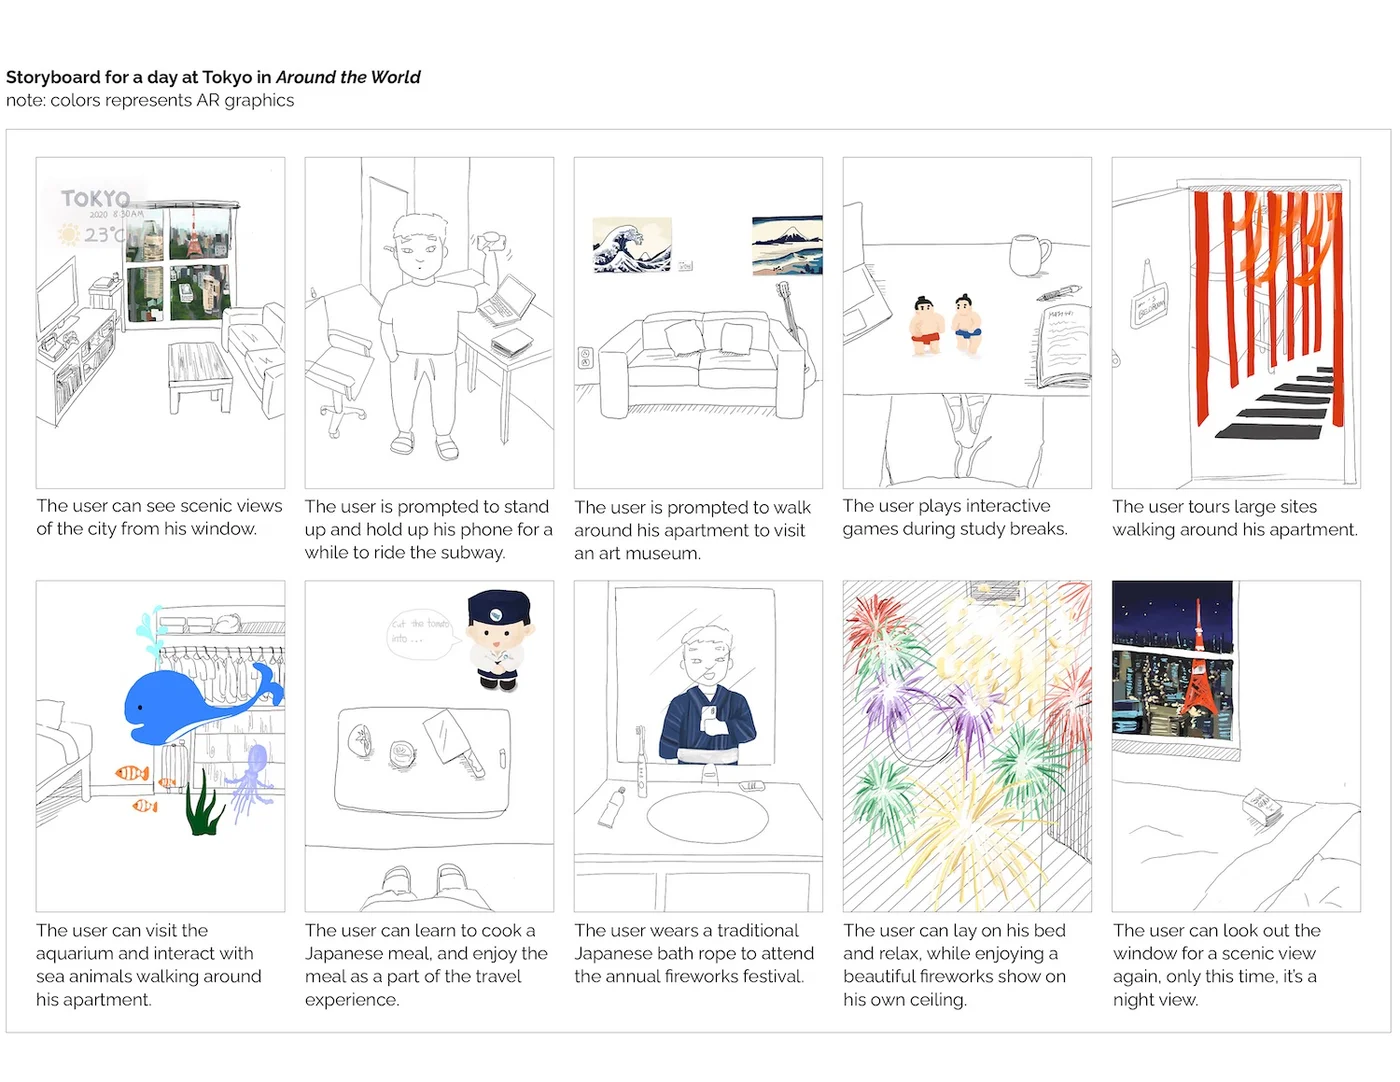 Storyboard for a day at Tokyo in Around the World
note: colors represents AR graphics
TOKYO
2020 8:30AM
23°C
The user can see scenic views
of the city from his window.
The user is prompted to stand
up and hold up his phone for a
while to ride the subway.
The user is prompted to walk
around his apartment to visit
an art museum.
The user plays interactive
games during study breaks.
The user tours large sites
walking around his apartment.
cut the tomato
into ...
The user can visit the
aquarium and interact with
sea animals walking around
his apartment.
The user can learn to cook a
Japanese meal, and enjoy the
meal as a part of the travel
experience.
The user wears a traditional
Japanese bath rope to attend
the annual fireworks festival.
The user can lay on his bed
and relax, while enjoying a
beautiful fireworks show on
his own ceiling.
The user can look out the
window for a scenic view
again, only this time, it's a
night view.